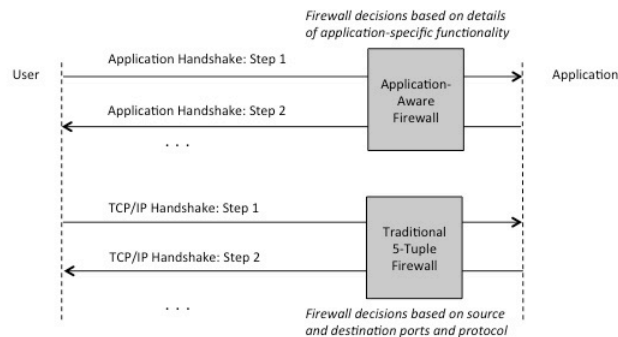 Firewall decisions based on details
of application-specific functionality
Application Handshake: Step 1
User
Application
Application-
Aware
Firewall
Application Handshake: Step 2
. . .
TCP/IP Handshake: Step 1
Traditional
5-Tuple
Firewall
TCP/IP Handshake: Step 2
. . .
Firewall decisions based on source
and destination ports and protocol